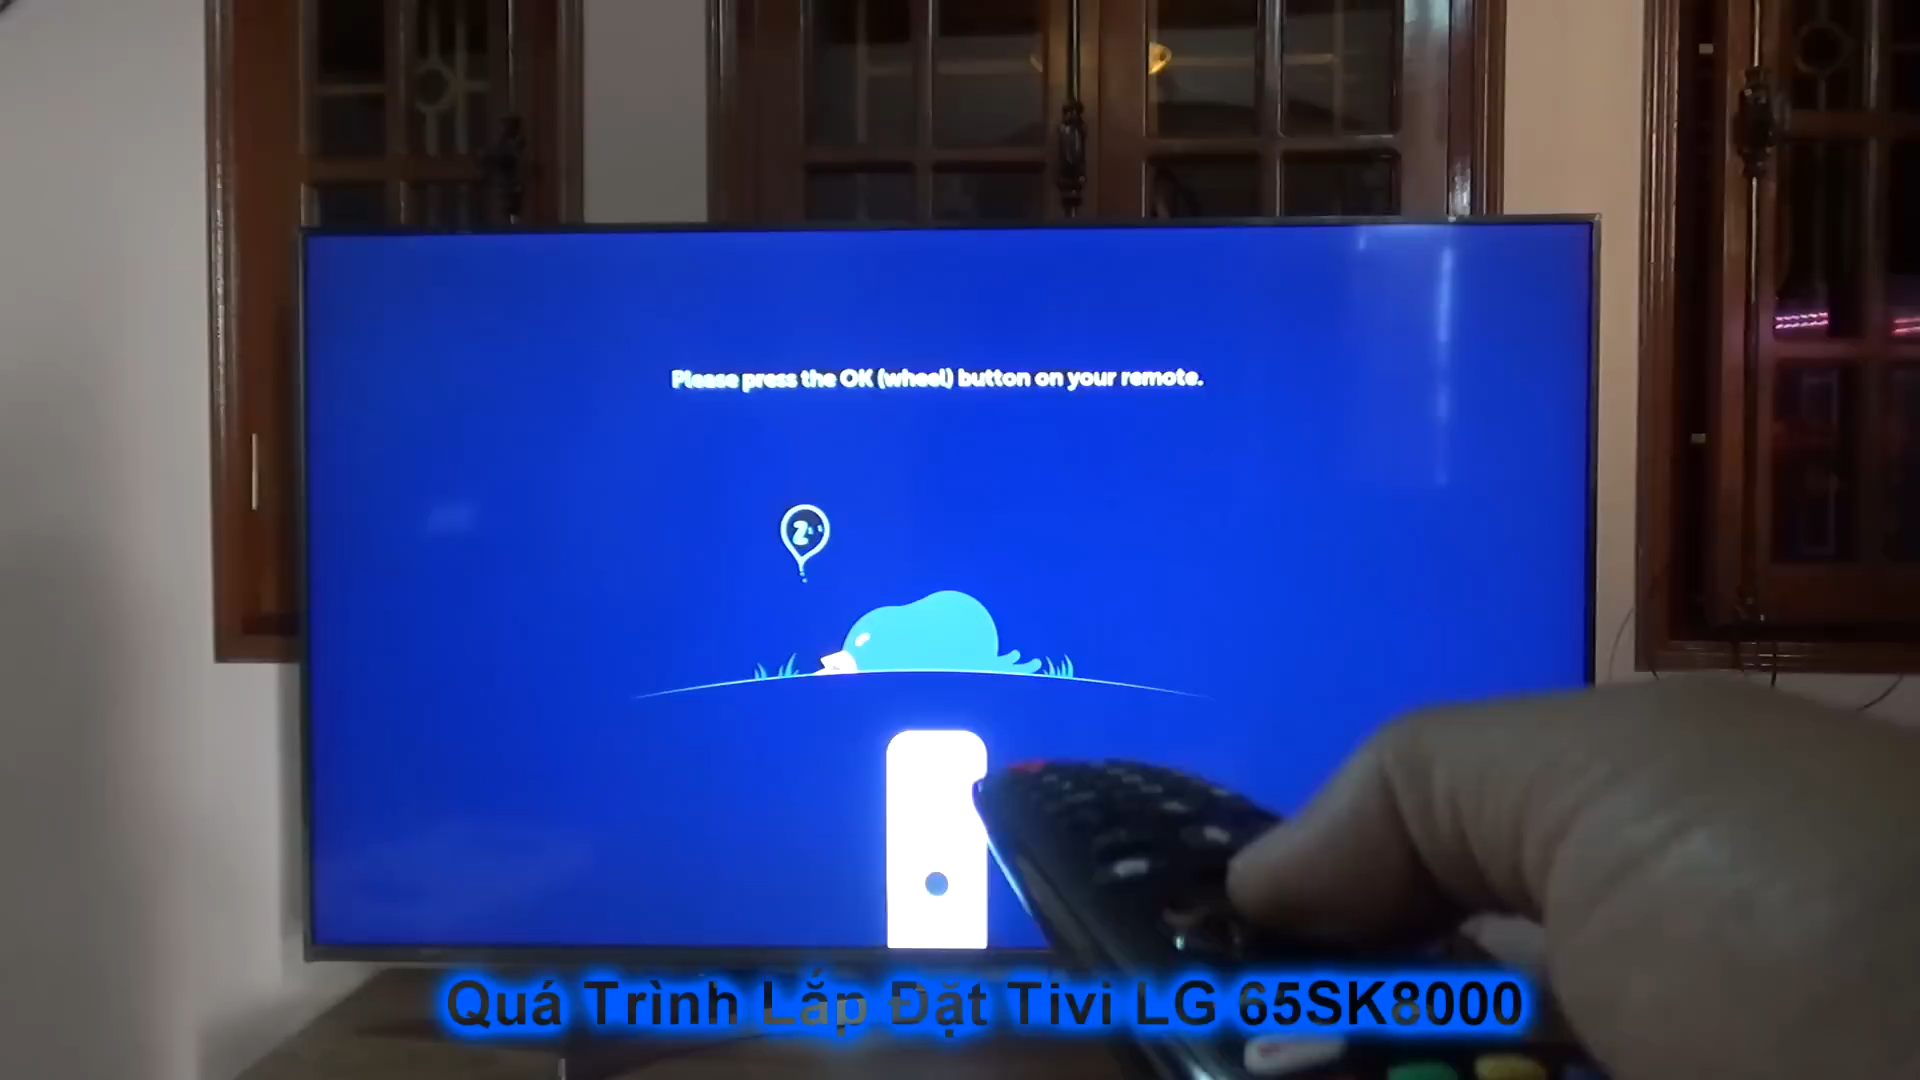 Please press the OK (wheel) button on your remote.
Z
Quá Trình Lắp Đặt Tivi LG 65SK8000